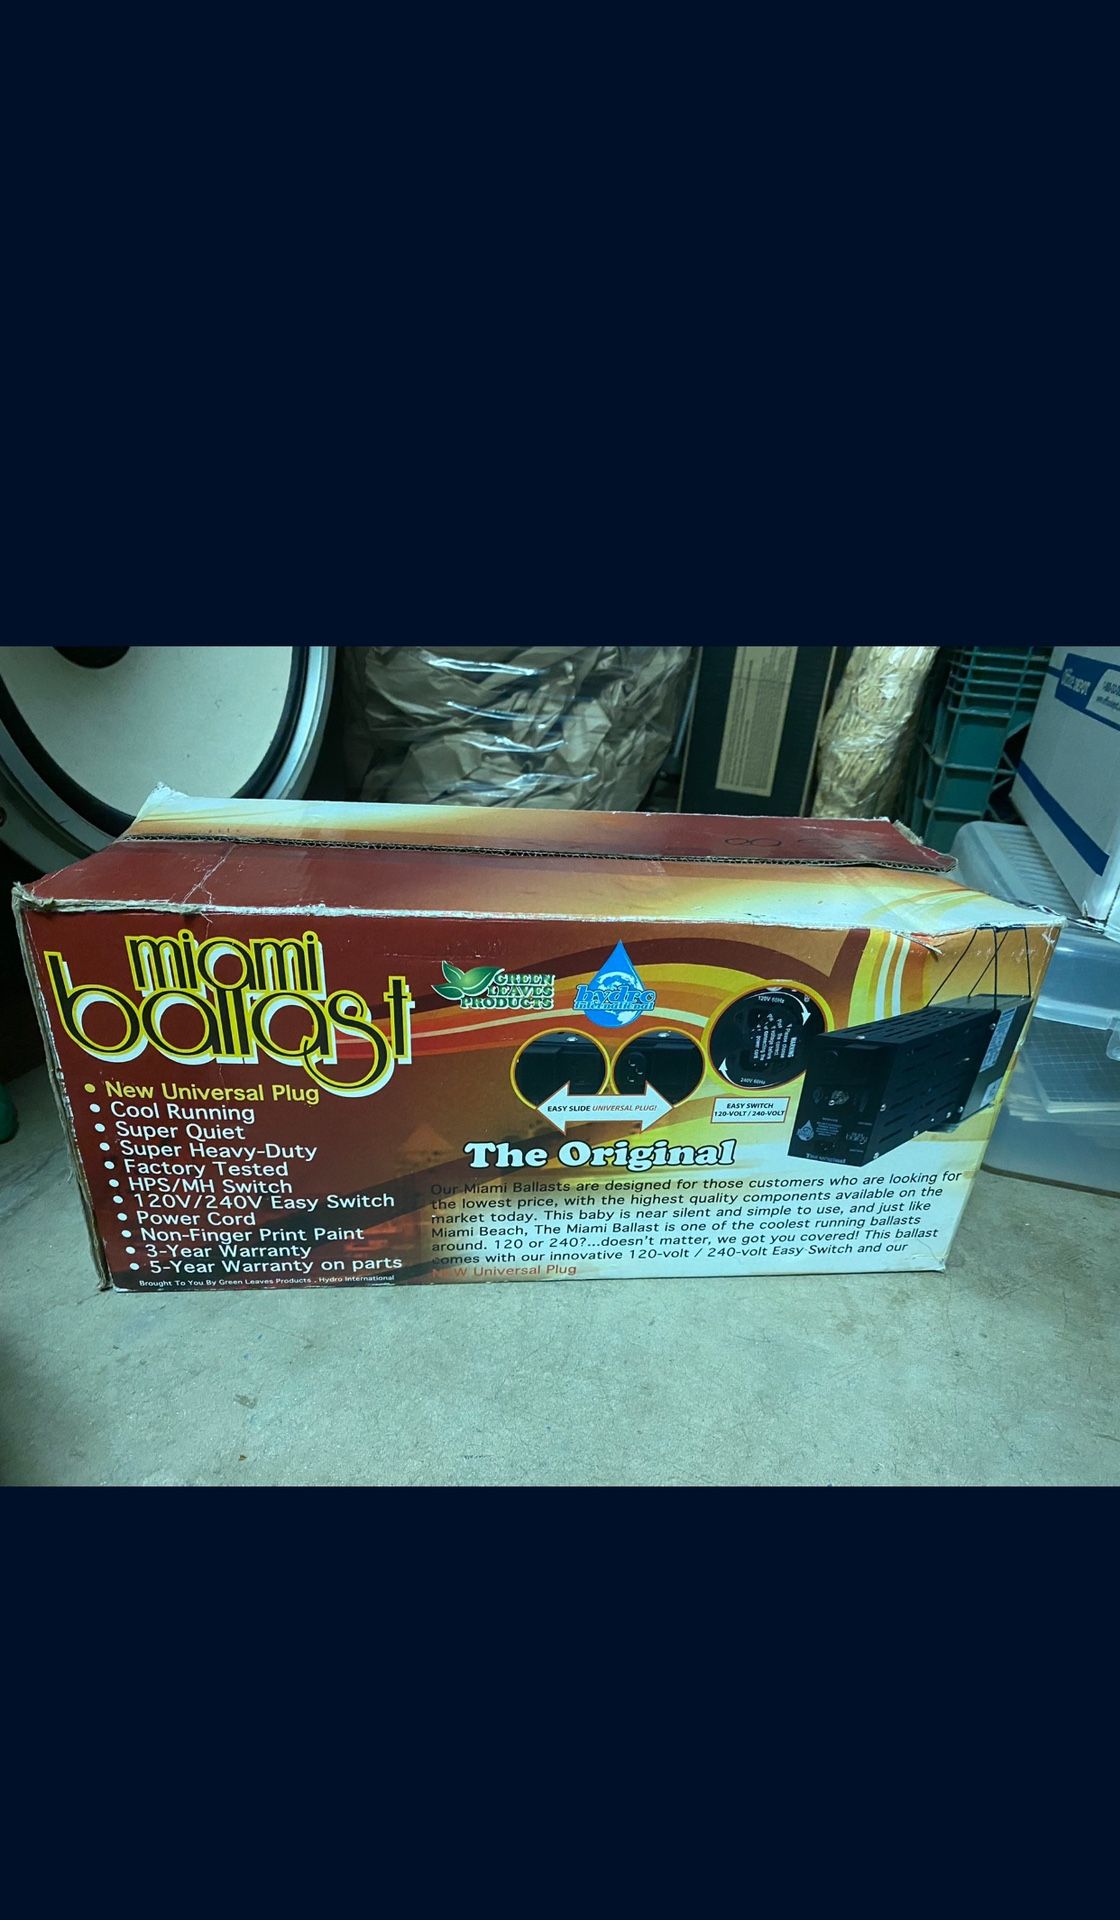 miami
ballast
• New Universal Plug
• Cool Running
• Super Quiet
• Super Heavy-Duty
• Factory Tested
• HPS/MH Switch
• 120V/240V Easy Switch
• Power Cord
• Non-Finger Print Paint
• 3-Year Warranty
• 5-Year Warranty on parts
Brought To You By Green Leaves Products , Hydro International
GREEN
LEAVES
PRODUCTS
hydro
international
EASY SLIDE UNIVERSAL PLUG!
120V 60Hz
WARNING
240V 60Hz
EASY SWITCH
120-VOLT / 240-VOLT
The Original
Our Miami Ballasts are designed for those customers who are looking for
the lowest price, with the highest quality components available on the
market today. This baby is near silent and simple to use, and just like
Miami Beach, The Miami Ballast is one of the coolest running ballasts
around. 120 or 240?...doesn't matter, we got you covered! This ballast
comes with our innovative 120-volt / 240-volt Easy Switch and our
NeW Universal Plug
Office DEPOT